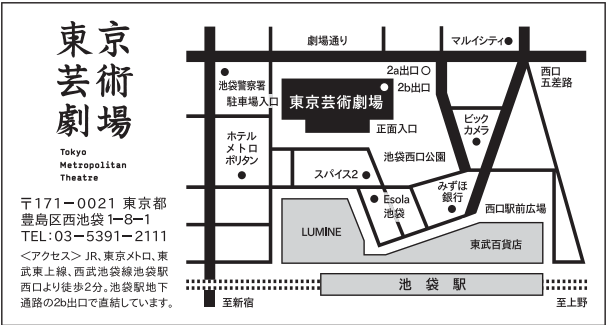 東京
芸術
劇場
Tokyo
Metropolitan
Theatre
〒171-0021 東京都
豊島区西池袋1-8-1
TEL:03-5391-2111
<アクセス> JR、東京メトロ、東
武東上線、西武池袋線池袋駅
西口より徒歩2分。池袋駅地下
通路の2b出口で直結しています。
劇場通り
マルイシティ
2a出口
2b出口
西口
五差路
池袋警察署
駐車場入口
東京芸術劇場
正面入口
ビック
カメラ
ホテル
メトロ
ポリタン
池袋西口公園
スパイス2
Esola
池袋
みずほ
銀行
西口駅前広場
LUMINE
東武百貨店
池袋駅
至新宿
至上野